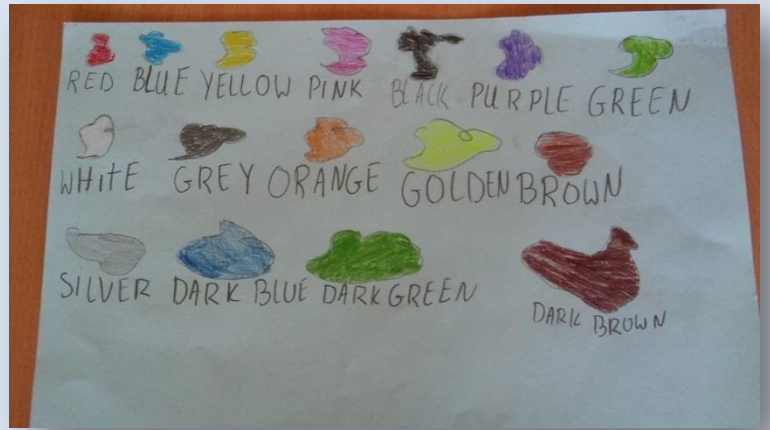 RED BLUE YELLOW PINK BLACK PURPLE GREEN
WHiTE GREY ORANGE GOLDEN BROWN
SiLVER DARK BLUE DARK GREEN DARK BROWN